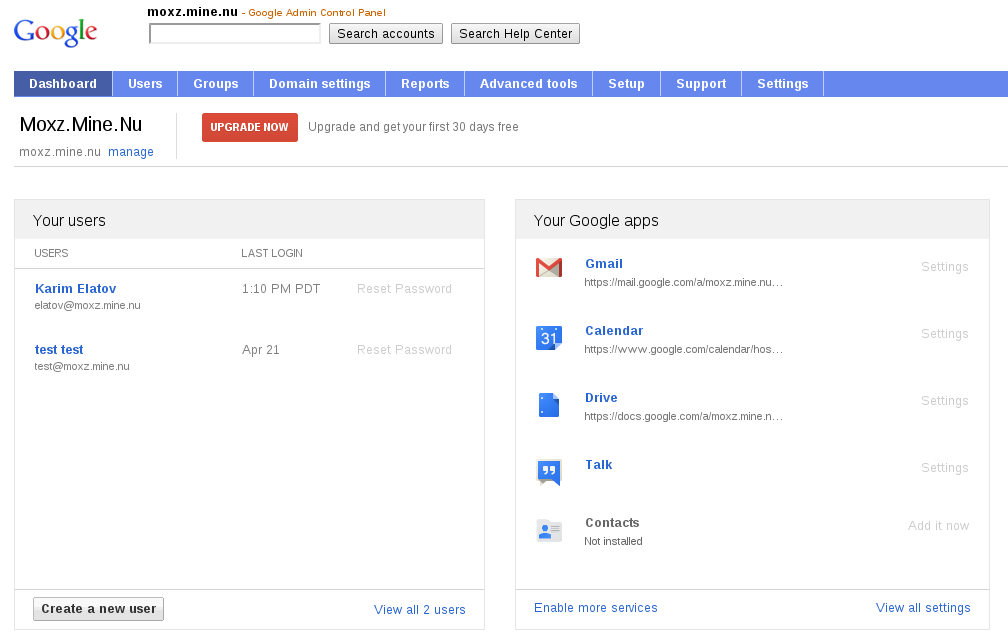 Google
moxz.mine.nu - Google Admin Control Panel
Search accounts Search Help Center
Dashboard Users Groups Domain settings Reports Advanced tools Setup Support Settings
Moxz.Mine.Nu
moxz.mine.nu manage
UPGRADE NOW Upgrade and get your first 30 days free
Your users
USERS LAST LOGIN
Karim Elatov 1:10 PM PDT Reset Password
elatov@moxz.mine.nu
test test Apr 21 Reset Password
test@moxz.mine.nu
Create a new user View all 2 users
Your Google apps
Gmail Settings
https://mail.google.com/a/moxz.mine.nu...
31 Calendar Settings
https://www.google.com/calendar/hos...
Drive Settings
https://docs.google.com/a/moxz.mine.n...
Talk Settings
Contacts Add it now
Not installed
Enable more services View all settings